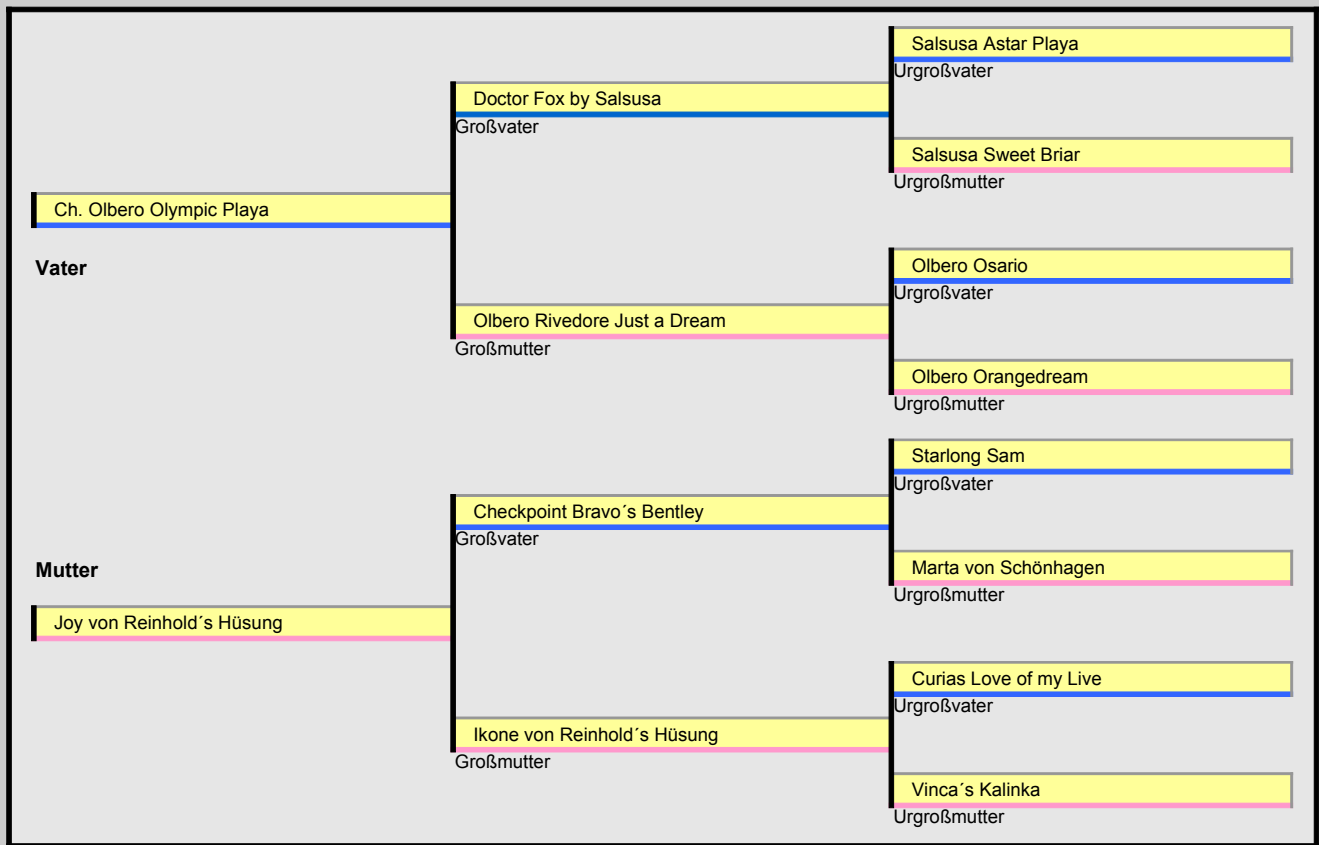 Salsusa Astar Playa
Urgroßvater
Doctor Fox by Salsusa
Großvater
Salsusa Sweet Briar
Urgroßmutter
Ch. Olbero Olympic Playa
Vater
Olbero Osario
Urgroßvater
Olbero Rivedore Just a Dream
Großmutter
Olbero Orangedream
Urgroßmutter
Starlong Sam
Urgroßvater
Checkpoint Bravo´s Bentley
Großvater
Mutter
Marta von Schönhagen
Urgroßmutter
Joy von Reinhold´s Hüsung
Curias Love of my Live
Urgroßvater
Ikone von Reinhold´s Hüsung
Großmutter
Vinca´s Kalinka
Urgroßmutter